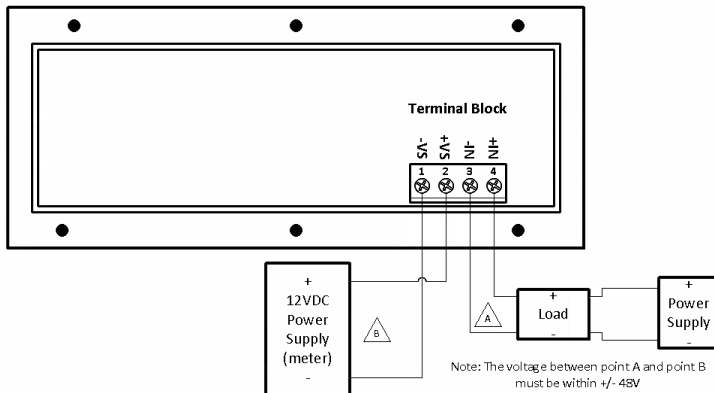 Terminal Block
-VS
+VS
-IN
+IN
1 2 3 4
+
12VDC
Power
Supply
(meter)
-
B
A
+
Load
-
+
Power
Supply
-
Note: The voltage between point A and point B
must be within +/- 48V